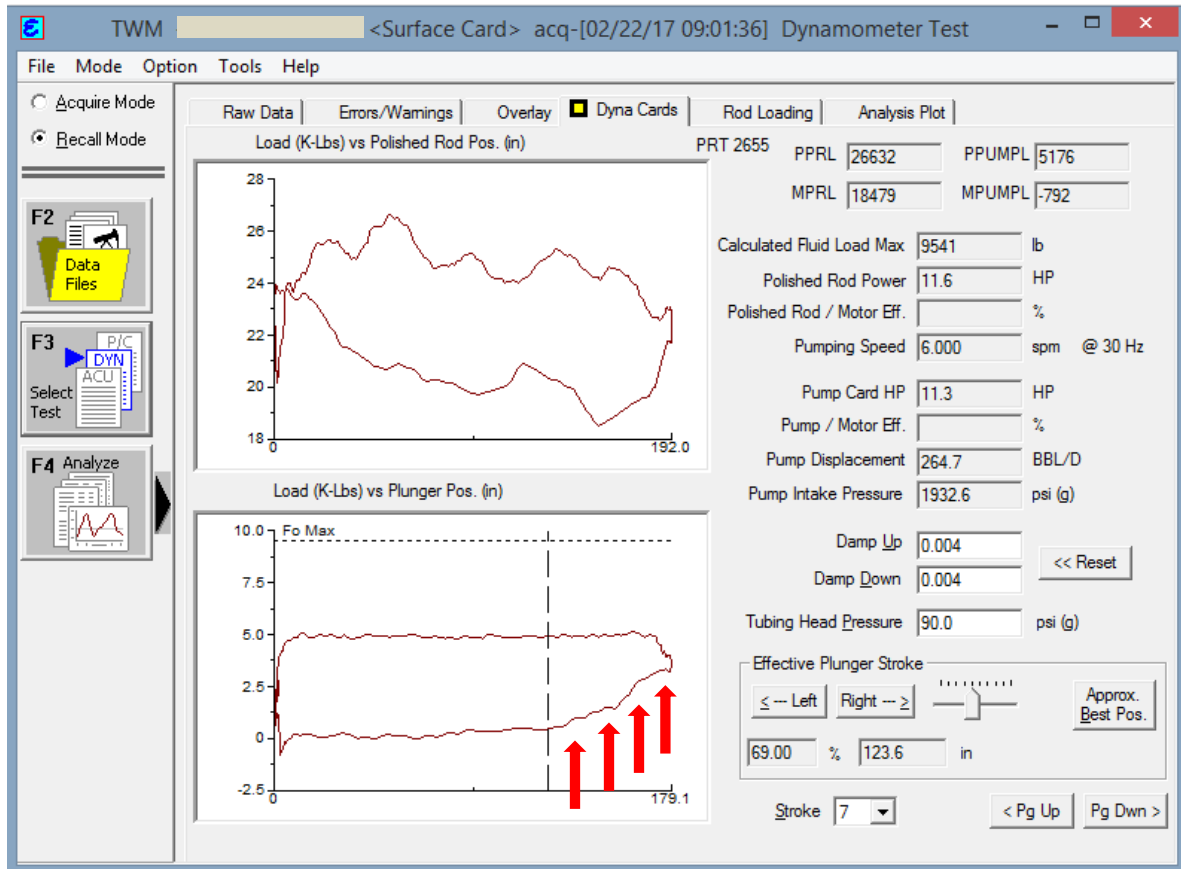 TWM <Surface Card> acq-[02/22/17 09:01:36] Dynamometer Test
File Mode Option Tools Help
Acquire Mode
Recall Mode
F2
Data
Files
F3
P/C
DYN
ACU
Select
Test
F4 Analyze
Raw Data Errors/Warnings Overlay Dyna Cards Rod Loading Analysis Plot
Load (K-Lbs) vs Polished Rod Pos. (in)
28
26
24
22
20
18
0 192.0
Load (K-Lbs) vs Plunger Pos. (in)
10.0 Fo Max
7.5
5.0
2.5
0
-2.5
0 179.1
PRT 2655 PPRL 26632 PPUMPL 5176
MPRL 18479 MPUMPL -792
Calculated Fluid Load Max 9541 lb
Polished Rod Power 11.6 HP
Polished Rod / Motor Eff. %
Pumping Speed 6.000 spm @ 30 Hz
Pump Card HP 11.3 HP
Pump / Motor Eff. %
Pump Displacement 264.7 BBL/D
Pump Intake Pressure 1932.6 psi (g)
Damp Up 0.004
<< Reset
Damp Down 0.004
Tubing Head Pressure 90.0 psi (g)
Effective Plunger Stroke
< --- Left Right --- >
Approx.
Best Pos.
69.00 % 123.6 in
Stroke 7 < Pg Up Pg Dwn >